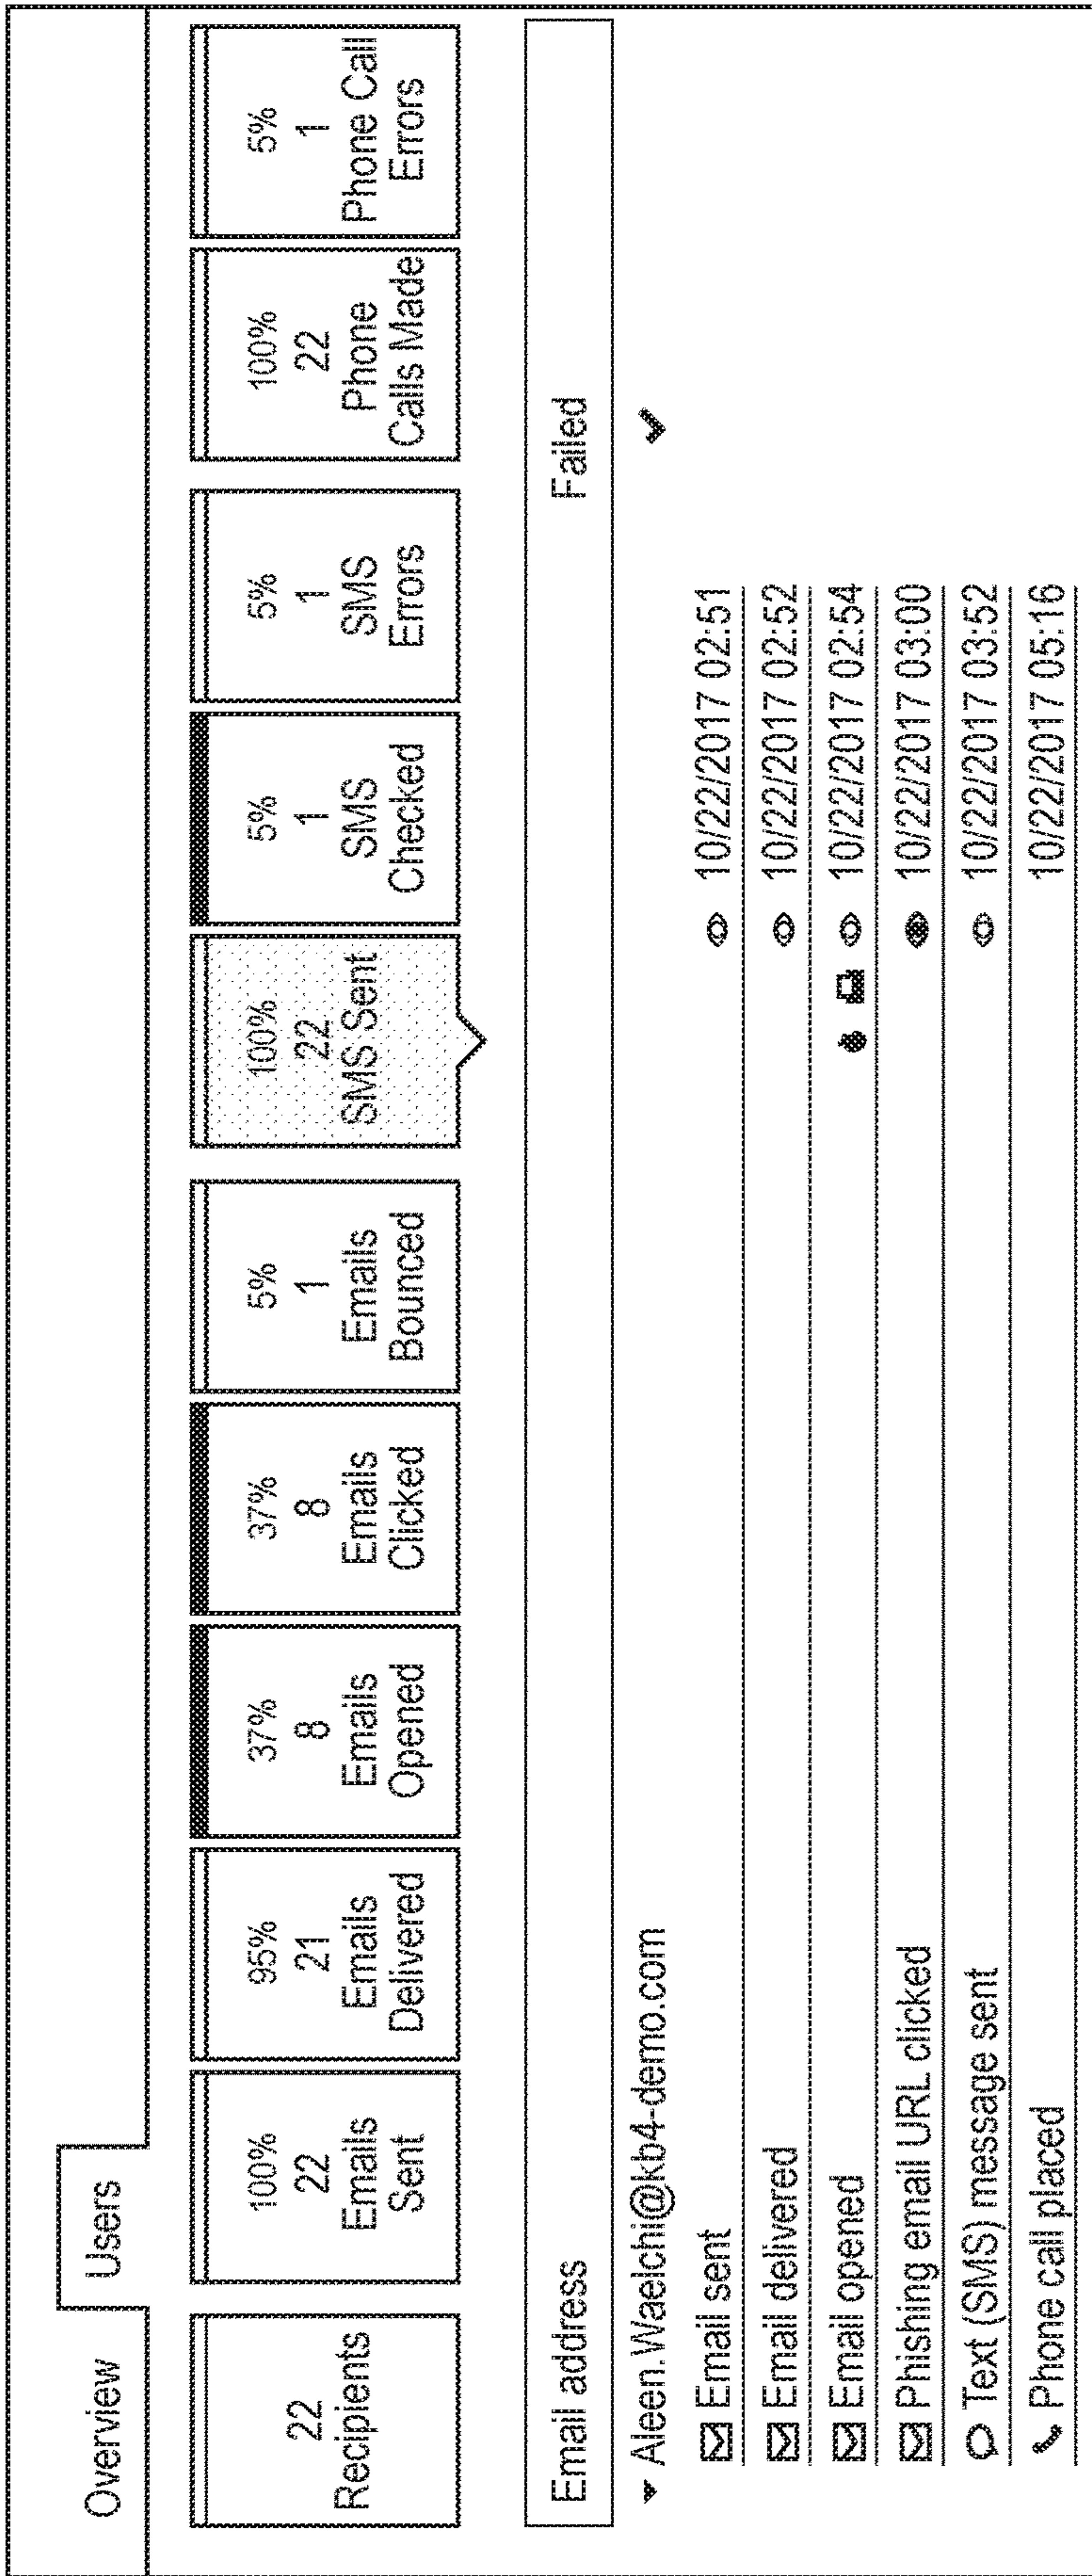 Overview
Users
22
Recipients
100%
22
Emails
Sent
95%
21
Emails
Delivered
37%
8
Emails
Opened
37%
8
Emails
Clicked
5%
1
Emails
Bounced
100%
22
SMS Sent
5%
1
SMS
Checked
5%
1
SMS
Errors
100%
22
Phone
Calls Made
5%
1
Phone Call
Errors
Email address Failed
Aleen.Waelchi@kb4-demo.com
Email sent 10/22/2017 02:51
Email delivered 10/22/2017 02:52
Email opened 10/22/2017 02:54
Phishing email URL clicked 10/22/2017 03:00
Text (SMS) message sent 10/22/2017 03:52
Phone call placed 10/22/2017 05:16